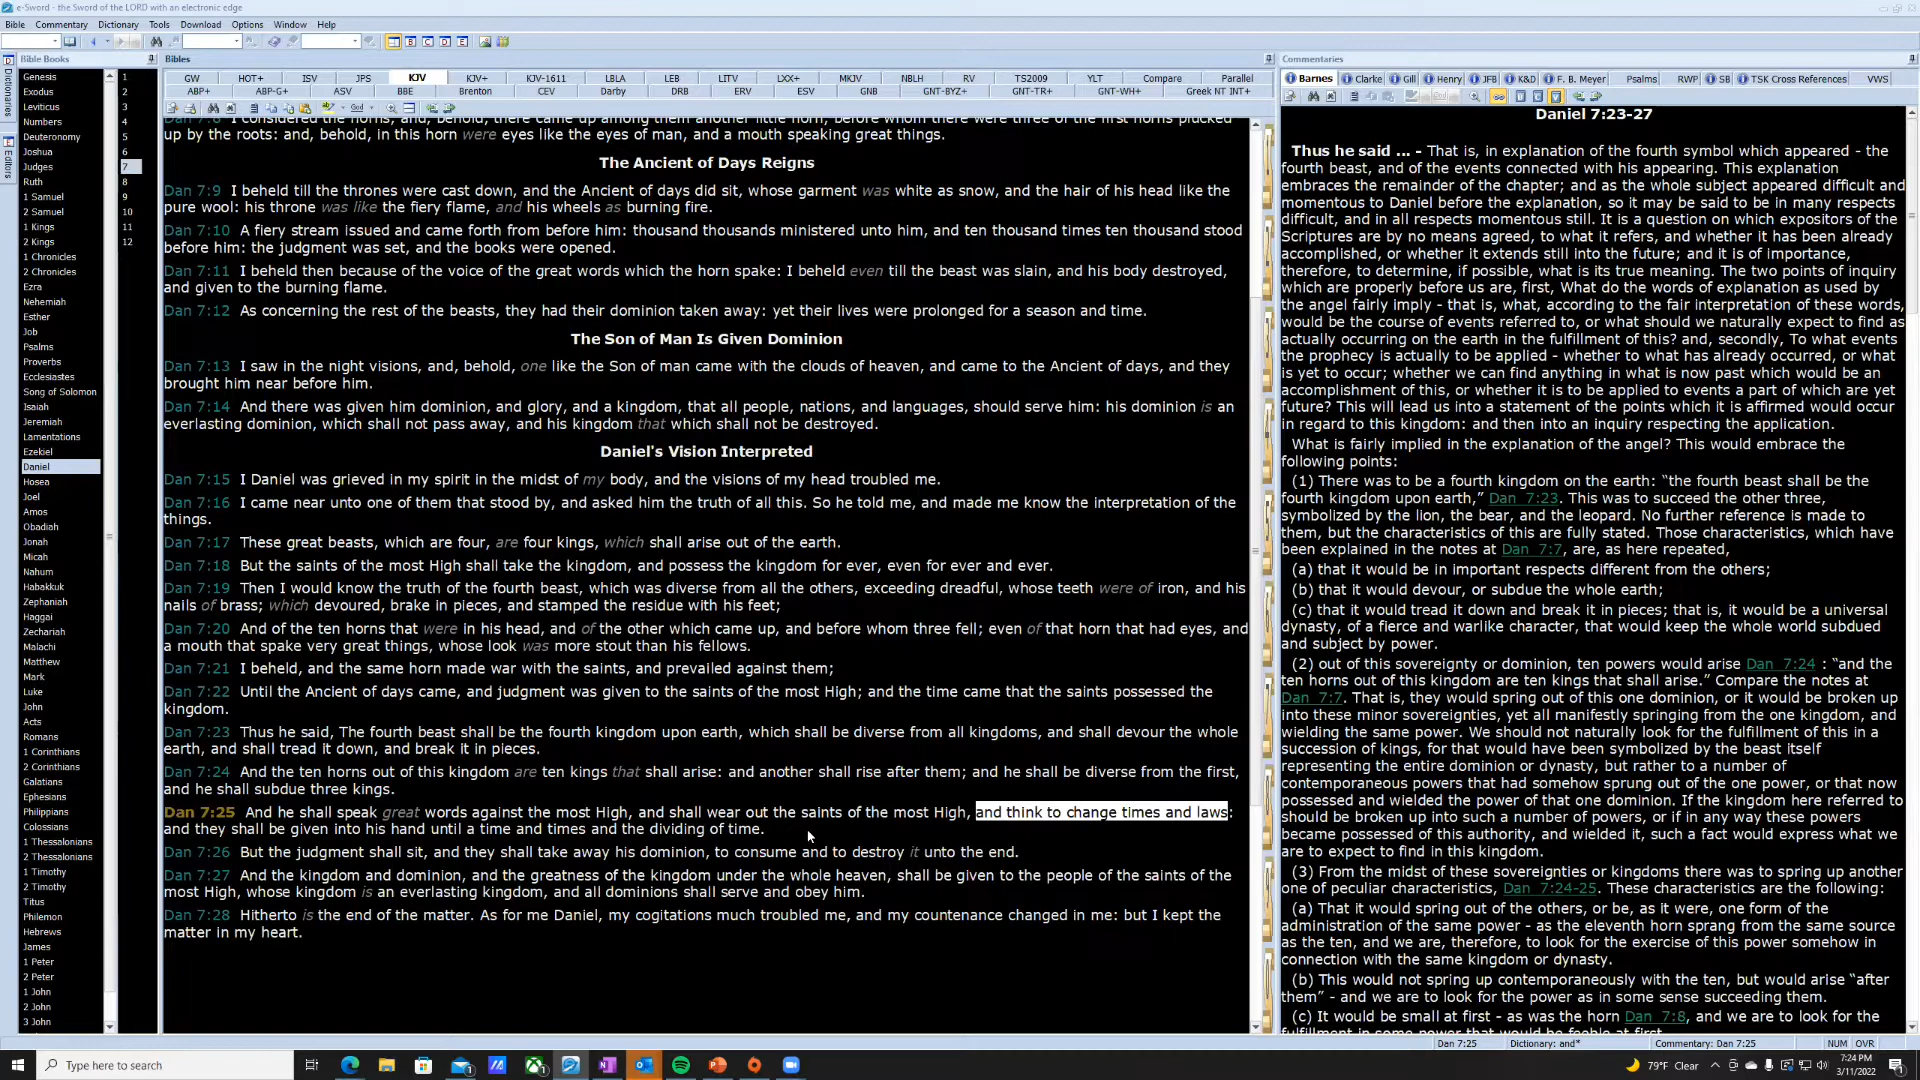 e-Sword - the Sword of the LORD with an electronic edge
Bible Commentary Dictionary Tools Download Options Window Help
B C D E
Bible Books
Bibles
Commentaries
Dictionaries
Editors
Genesis
Exodus
Leviticus
Numbers
Deuteronomy
Joshua
Judges
Ruth
1 Samuel
2 Samuel
1 Kings
2 Kings
1 Chronicles
2 Chronicles
Ezra
Nehemiah
Esther
Job
Psalms
Proverbs
Ecclesiastes
Song of Solomon
Isaiah
Jeremiah
Lamentations
Ezekiel
Daniel
Hosea
Joel
Amos
Obadiah
Jonah
Micah
Nahum
Habakkuk
Zephaniah
Haggai
Zechariah
Malachi
Matthew
Mark
Luke
John
Acts
Romans
1 Corinthians
2 Corinthians
Galatians
Ephesians
Philippians
Colossians
1 Thessalonians
2 Thessalonians
1 Timothy
2 Timothy
Titus
Philemon
Hebrews
James
1 Peter
2 Peter
1 John
2 John
3 John
1
2
3
4
5
6
7
8
9
10
11
12
GW HOT+ ISV JPS KJV KJV+ KJV-1611 LBLA LEB LITV LXX+ MKJV NBLH RV TS2009 YLT Compare Parallel
ABP+ ABP-G+ ASV BBE Brenton CEV Darby DRB ERV ESV GNB GNT-BYZ+ GNT-TR+ GNT-WH+ Greek NT INT+
God
Dan 7:8 I considered the horns, and, behold, there came up among them another little horn, before whom there were three of the first horns plucked
up by the roots: and, behold, in this horn were eyes like the eyes of man, and a mouth speaking great things.
The Ancient of Days Reigns
Dan 7:9 I beheld till the thrones were cast down, and the Ancient of days did sit, whose garment was white as snow, and the hair of his head like the
pure wool: his throne was like the fiery flame, and his wheels as burning fire.
Dan 7:10 A fiery stream issued and came forth from before him: thousand thousands ministered unto him, and ten thousand times ten thousand stood
before him: the judgment was set, and the books were opened.
Dan 7:11 I beheld then because of the voice of the great words which the horn spake: I beheld even till the beast was slain, and his body destroyed,
and given to the burning flame.
Dan 7:12 As concerning the rest of the beasts, they had their dominion taken away: yet their lives were prolonged for a season and time.
The Son of Man Is Given Dominion
Dan 7:13 I saw in the night visions, and, behold, one like the Son of man came with the clouds of heaven, and came to the Ancient of days, and they
brought him near before him.
Dan 7:14 And there was given him dominion, and glory, and a kingdom, that all people, nations, and languages, should serve him: his dominion is an
everlasting dominion, which shall not pass away, and his kingdom that which shall not be destroyed.
Daniel's Vision Interpreted
Dan 7:15 I Daniel was grieved in my spirit in the midst of my body, and the visions of my head troubled me.
Dan 7:16 I came near unto one of them that stood by, and asked him the truth of all this. So he told me, and made me know the interpretation of the
things.
Dan 7:17 These great beasts, which are four, are four kings, which shall arise out of the earth.
Dan 7:18 But the saints of the most High shall take the kingdom, and possess the kingdom for ever, even for ever and ever.
Dan 7:19 Then I would know the truth of the fourth beast, which was diverse from all the others, exceeding dreadful, whose teeth were of iron, and his
nails of brass; which devoured, brake in pieces, and stamped the residue with his feet;
Dan 7:20 And of the ten horns that were in his head, and of the other which came up, and before whom three fell; even of that horn that had eyes, and
a mouth that spake very great things, whose look was more stout than his fellows.
Dan 7:21 I beheld, and the same horn made war with the saints, and prevailed against them;
Dan 7:22 Until the Ancient of days came, and judgment was given to the saints of the most High; and the time came that the saints possessed the
kingdom.
Dan 7:23 Thus he said, The fourth beast shall be the fourth kingdom upon earth, which shall be diverse from all kingdoms, and shall devour the whole
earth, and shall tread it down, and break it in pieces.
Dan 7:24 And the ten horns out of this kingdom are ten kings that shall arise: and another shall rise after them; and he shall be diverse from the first,
and he shall subdue three kings.
Dan 7:25 And he shall speak great words against the most High, and shall wear out the saints of the most High, and think to change times and laws:
and they shall be given into his hand until a time and times and the dividing of time.
Dan 7:26 But the judgment shall sit, and they shall take away his dominion, to consume and to destroy it unto the end.
Dan 7:27 And the kingdom and dominion, and the greatness of the kingdom under the whole heaven, shall be given to the people of the saints of the
most High, whose kingdom is an everlasting kingdom, and all dominions shall serve and obey him.
Dan 7:28 Hitherto is the end of the matter. As for me Daniel, my cogitations much troubled me, and my countenance changed in me: but I kept the
matter in my heart.
Barnes Clarke Gill Henry JFB K&D F. B. Meyer Psalms RWP SB TSK Cross References VWS
Daniel 7:23-27
Thus he said ... - That is, in explanation of the fourth symbol which appeared - the
fourth beast, and of the events connected with his appearing. This explanation
embraces the remainder of the chapter; and as the whole subject appeared difficult and
momentous to Daniel before the explanation, so it may be said to be in many respects
difficult, and in all respects momentous still. It is a question on which expositors of the
Scriptures are by no means agreed, to what it refers, and whether it has been already
accomplished, or whether it extends still into the future; and it is of importance,
therefore, to determine, if possible, what is its true meaning. The two points of inquiry
which are properly before us are, first, What do the words of explanation as used by
the angel fairly imply - that is, what, according to the fair interpretation of these words,
would be the course of events referred to, or what should we naturally expect to find as
actually occurring on the earth in the fulfillment of this? and, secondly, To what events
the prophecy is actually to be applied - whether to what has already occurred, or what
is yet to occur; whether we can find anything in what is now past which would be an
accomplishment of this, or whether it is to be applied to events a part of which are yet
future? This will lead us into a statement of the points which it is affirmed would occur
in regard to this kingdom: and then into an inquiry respecting the application.
What is fairly implied in the explanation of the angel? This would embrace the
following points:
(1) There was to be a fourth kingdom on the earth: “the fourth beast shall be the
fourth kingdom upon earth,” Dan_7:23. This was to succeed the other three,
symbolized by the lion, the bear, and the leopard. No further reference is made to
them, but the characteristics of this are fully stated. Those characteristics, which have
been explained in the notes at Dan_7:7, are, as here repeated,
(a) that it would be in important respects different from the others;
(b) that it would devour, or subdue the whole earth;
(c) that it would tread it down and break it in pieces; that is, it would be a universal
dynasty, of a fierce and warlike character, that would keep the whole world subdued
and subject by power.
(2) out of this sovereignty or dominion, ten powers would arise Dan_7:24 : “and the
ten horns out of this kingdom are ten kings that shall arise.” Compare the notes at
Dan_7:7. That is, they would spring out of this one dominion, or it would be broken up
into these minor sovereignties, yet all manifestly springing from the one kingdom, and
wielding the same power. We should not naturally look for the fulfillment of this in a
succession of kings, for that would have been symbolized by the beast itself
representing the entire dominion or dynasty, but rather to a number of
contemporaneous powers that had somehow sprung out of the one power, or that now
possessed and wielded the power of that one dominion. If the kingdom here referred to
should be broken up into such a number of powers, or if in any way these powers
became possessed of this authority, and wielded it, such a fact would express what we
are to expect to find in this kingdom.
(3) From the midst of these sovereignties or kingdoms there was to spring up another
one of peculiar characteristics, Dan_7:24-25. These characteristics are the following:
(a) That it would spring out of the others, or be, as it were, one form of the
administration of the same power - as the eleventh horn sprang from the same source
as the ten, and we are, therefore, to look for the exercise of this power somehow in
connection with the same kingdom or dynasty.
(b) This would not spring up contemporaneously with the ten, but would arise “after
them” - and we are to look for the power as in some sense succeeding them.
(c) It would be small at first - as was the horn Dan_7:8, and we are to look for the
fulfillment in some power that would be feeble at first
Dan 7:25 Dictionary: and* Commentary: Dan 7:25 NUM OVR
Type here to search
79°F Clear
7:24 PM
3/11/2022